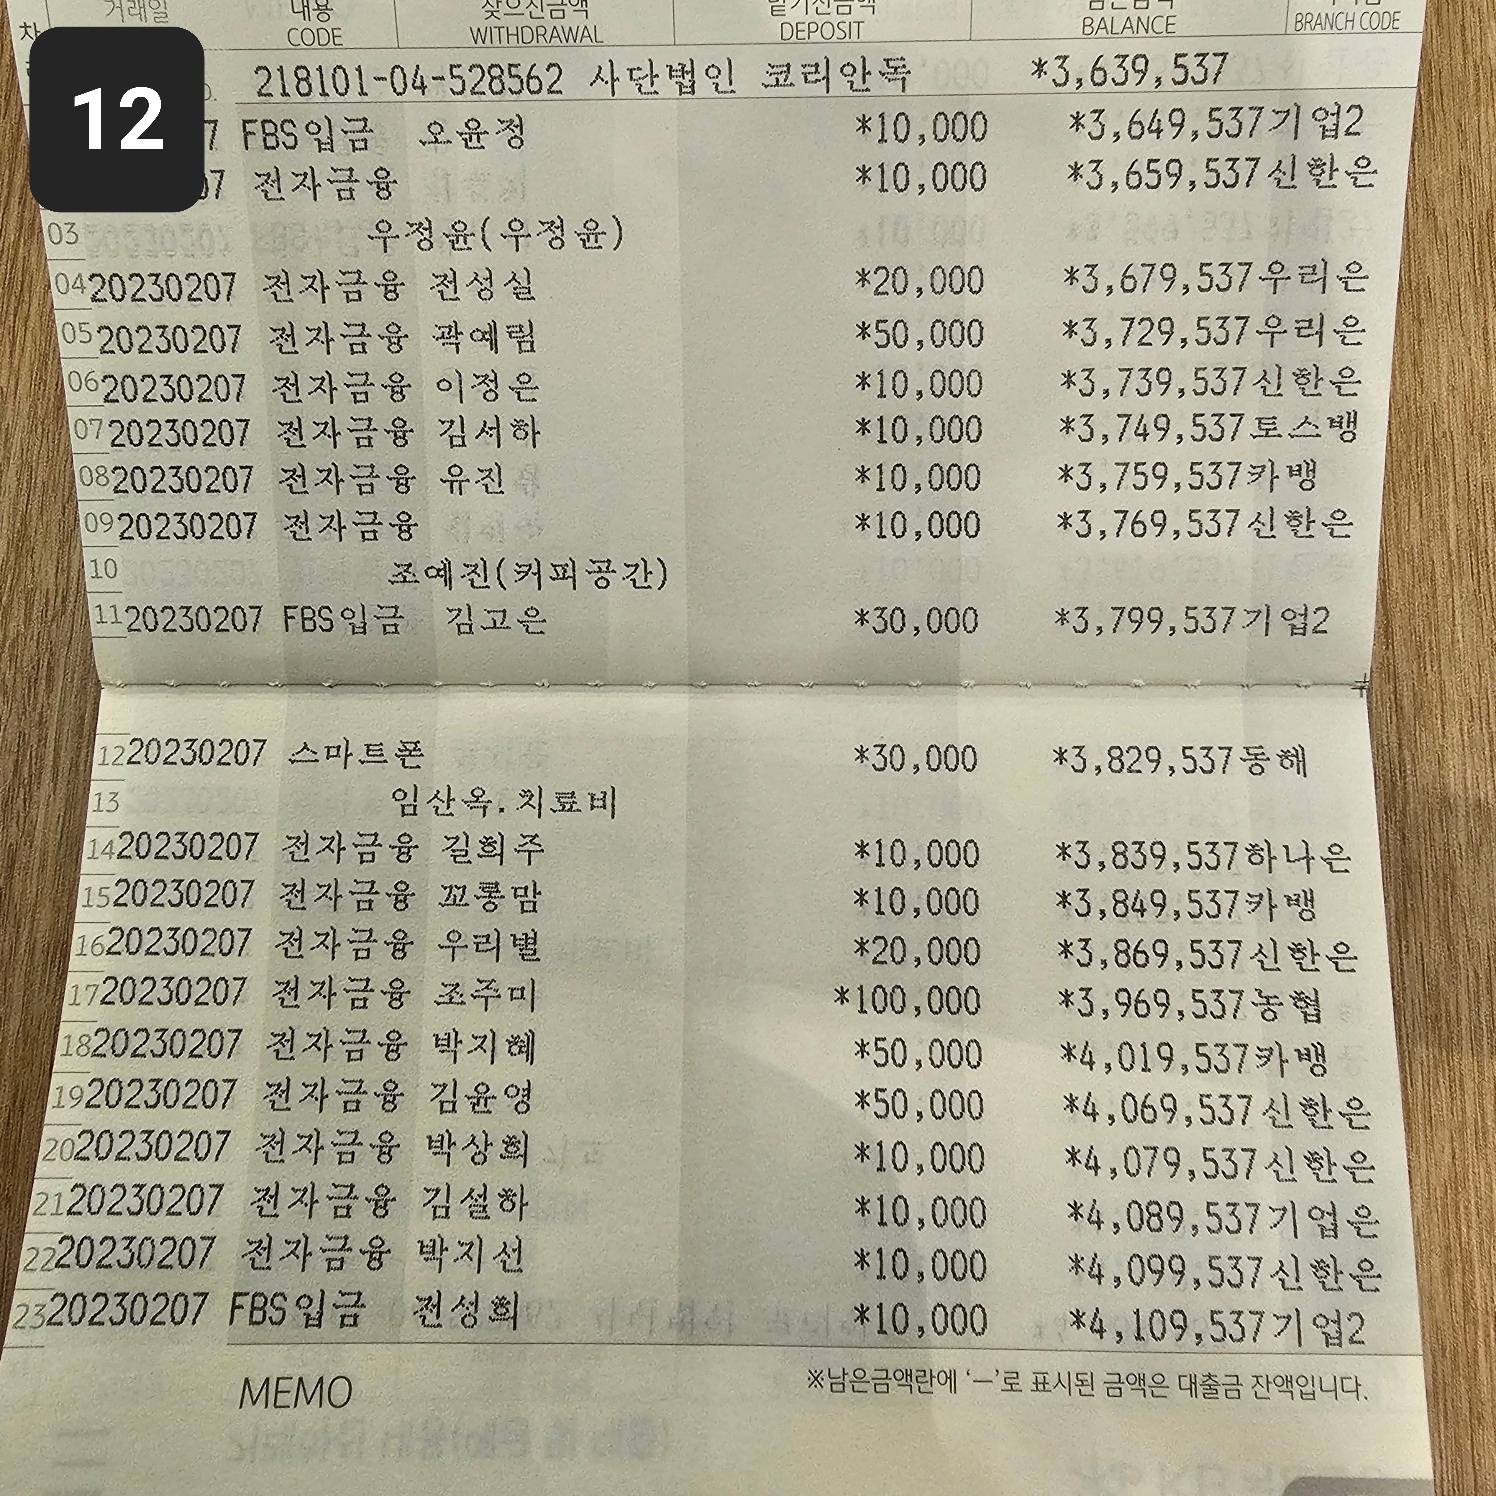 12
거래일 내용 찾으신금액 맡기신금액 남은금액
CODE WITHDRAWAL DEPOSIT BALANCE BRANCH CODE
218101-04-528562 사단법인 코리안독 *3,639,537
7 FBS입금 오윤정 *10,000 *3,649,537기업2
07 전자금융 *10,000 *3,659,537신한은
03 우정윤(우정윤)
04 20230207 전자금융 전성실 *20,000 *3,679,537우리은
05 20230207 전자금융 곽예림 *50,000 *3,729,537우리은
06 20230207 전자금융 이정은 *10,000 *3,739,537신한은
07 20230207 전자금융 김서하 *10,000 *3,749,537토스뱅
08 20230207 전자금융 유진 *10,000 *3,759,537카뱅
09 20230207 전자금융 *10,000 *3,769,537신한은
10 조예진(커피공간)
11 20230207 FBS입금 김고은 *30,000 *3,799,537기업2
12 20230207 스마트폰 *30,000 *3,829,537동해
13 임산옥.치료비
14 20230207 전자금융 길희주 *10,000 *3,839,537하나은
15 20230207 전자금융 꼬롱맘 *10,000 *3,849,537카뱅
16 20230207 전자금융 우리별 *20,000 *3,869,537신한은
17 20230207 전자금융 조주미 *100,000 *3,969,537농협
18 20230207 전자금융 박지혜 *50,000 *4,019,537카뱅
19 20230207 전자금융 김윤영 *50,000 *4,069,537신한은
20 20230207 전자금융 박상희 *10,000 *4,079,537신한은
21 20230207 전자금융 김설하 *10,000 *4,089,537기업은
22 20230207 전자금융 박지선 *10,000 *4,099,537신한은
23 20230207 FBS입금 전성희 *10,000 *4,109,537기업2
MEMO ※남은금액란에 ‘ㅡ’로 표시된 금액은 대출금 잔액입니다.